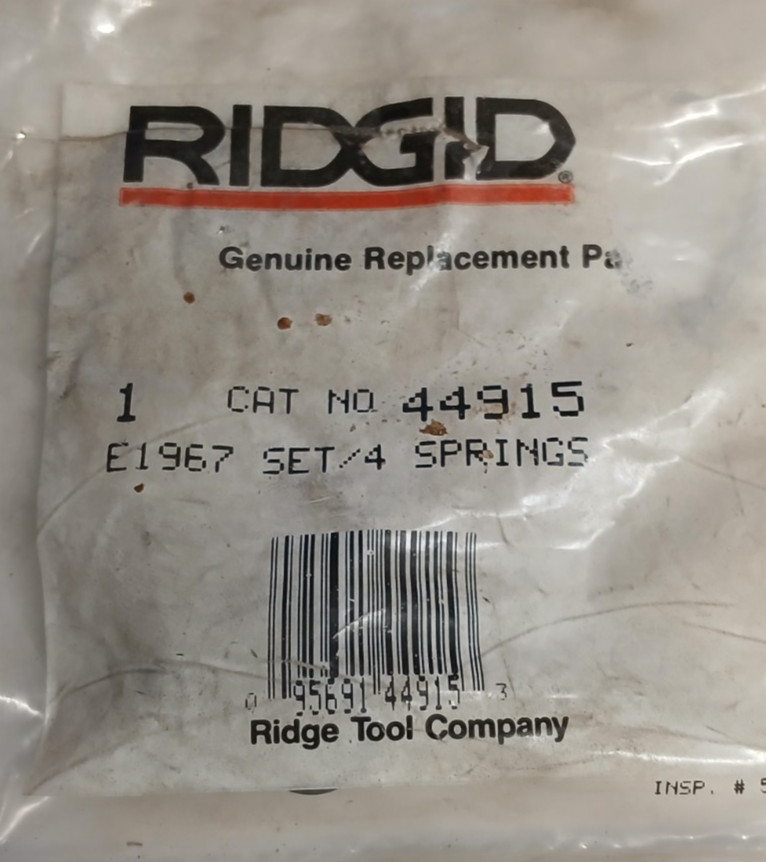 RIDGID®
Genuine Replacement Pa
1 CAT NO 44915
E1967 SET/4 SPRINGS
0 95691 44915 3
Ridge Tool Company
INSP. # 5